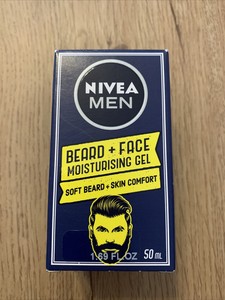 NIVEA
MEN
BEARD + FACE
MOISTURISING GEL
SOFT BEARD + SKIN COMFORT
1.69 FL.OZ 50 mL